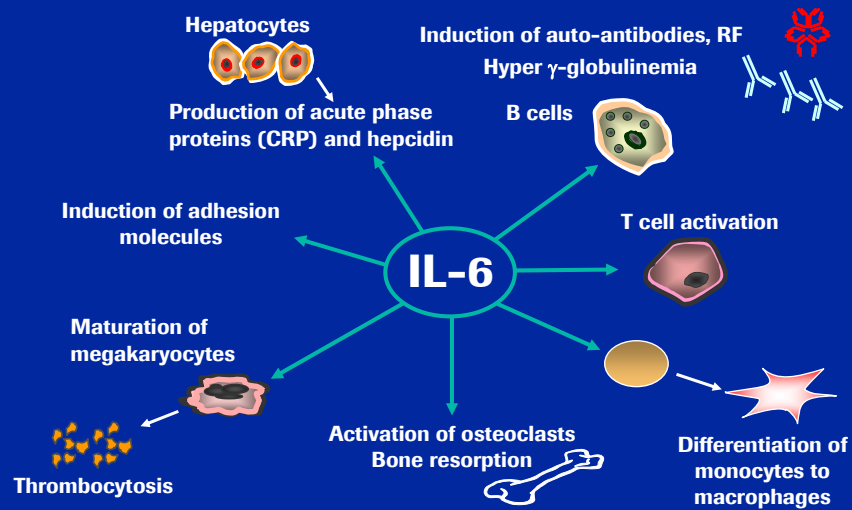 Hepatocytes
Production of acute phase
proteins (CRP) and hepcidin
Induction of auto-antibodies, RF
Hyper γ-globulinemia
B cells
Induction of adhesion
molecules
IL-6
T cell activation
Maturation of
megakaryocytes
Thrombocytosis
Activation of osteoclasts
Bone resorption
Differentiation of
monocytes to
macrophages